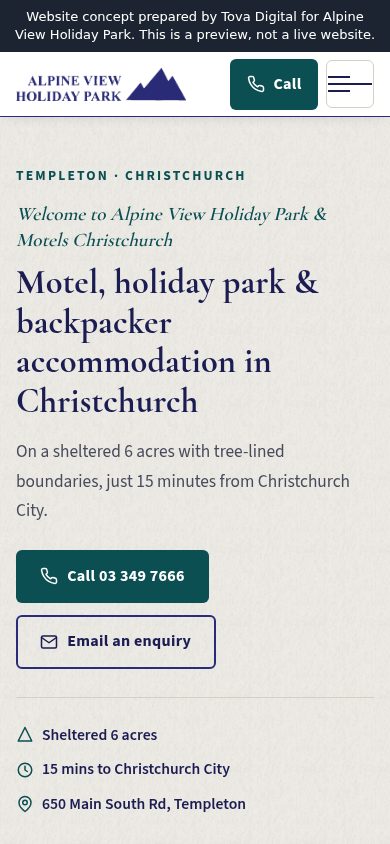 Website concept prepared by Tova Digital for Alpine
View Holiday Park. This is a preview, not a live website.
ALPINE VIEW
HOLIDAY PARK
Call
TEMPLETON · CHRISTCHURCH
Welcome to Alpine View Holiday Park &
Motels Christchurch
Motel, holiday park &
backpacker
accommodation in
Christchurch
On a sheltered 6 acres with tree-lined
boundaries, just 15 minutes from Christchurch
City.
Call 03 349 7666
Email an enquiry
Sheltered 6 acres
15 mins to Christchurch City
650 Main South Rd, Templeton